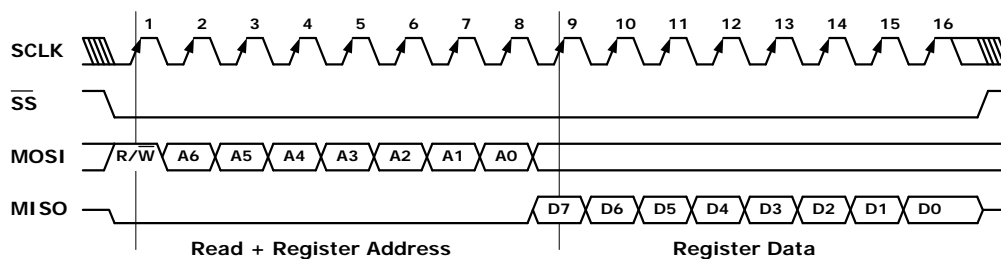 1 2 3 4 5 6 7 8 9 10 11 12 13 14 15 16
SCLK
SS
MOSI R/W A6 A5 A4 A3 A2 A1 A0
MISO D7 D6 D5 D4 D3 D2 D1 D0
Read + Register Address Register Data